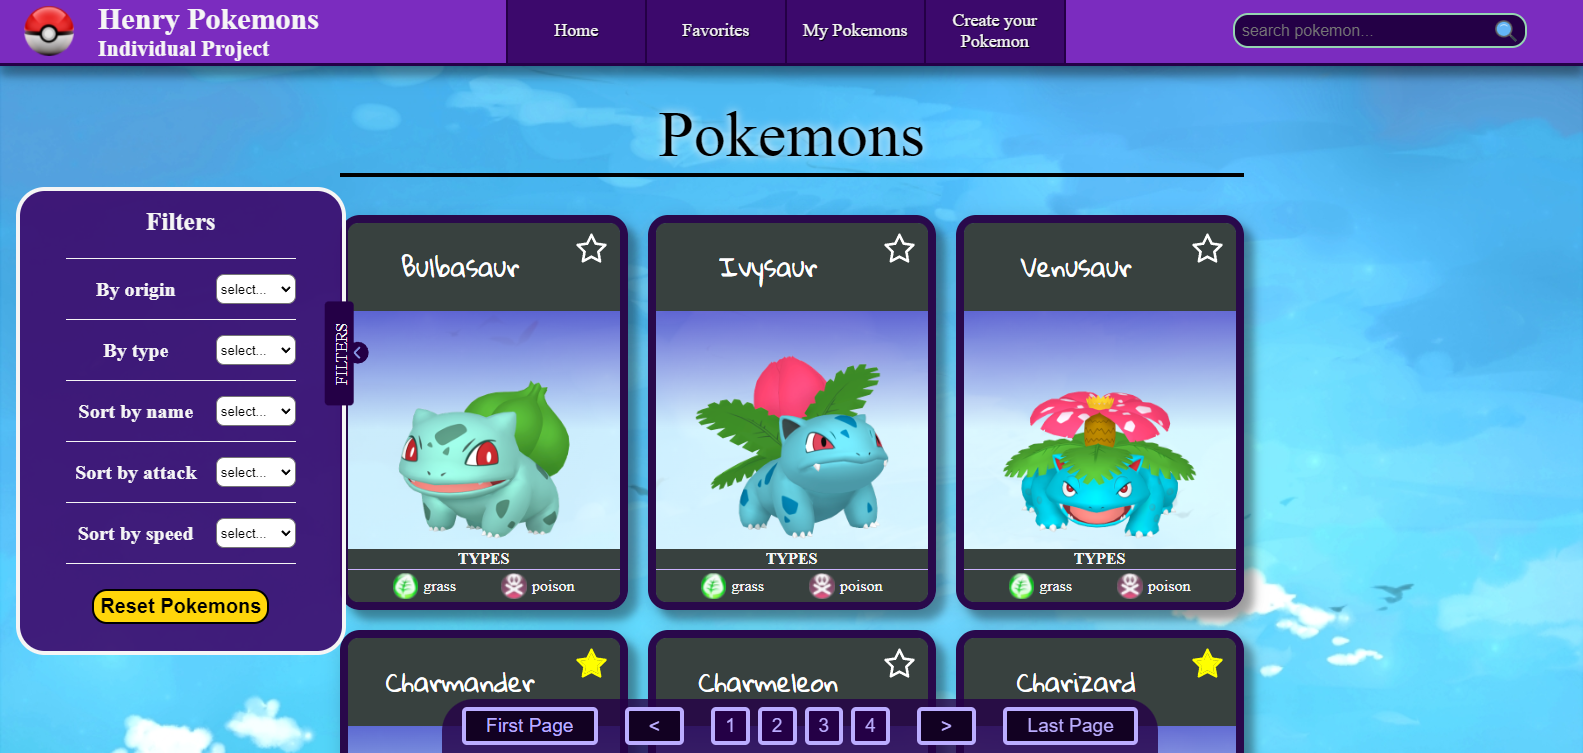 Henry Pokemons
Individual Project
Home
Favorites
My Pokemons
Create your
Pokemon
search pokemon...
Pokemons
Filters
By origin
select...
By type
select...
Sort by name
select...
Sort by attack
select...
Sort by speed
select...
Reset Pokemons
FILTERS
Bulbasaur
TYPES
grass
poison
Ivysaur
TYPES
grass
poison
Venusaur
TYPES
grass
poison
Charmander
Charmeleon
Charizard
First Page
<
1
2
3
4
>
Last Page